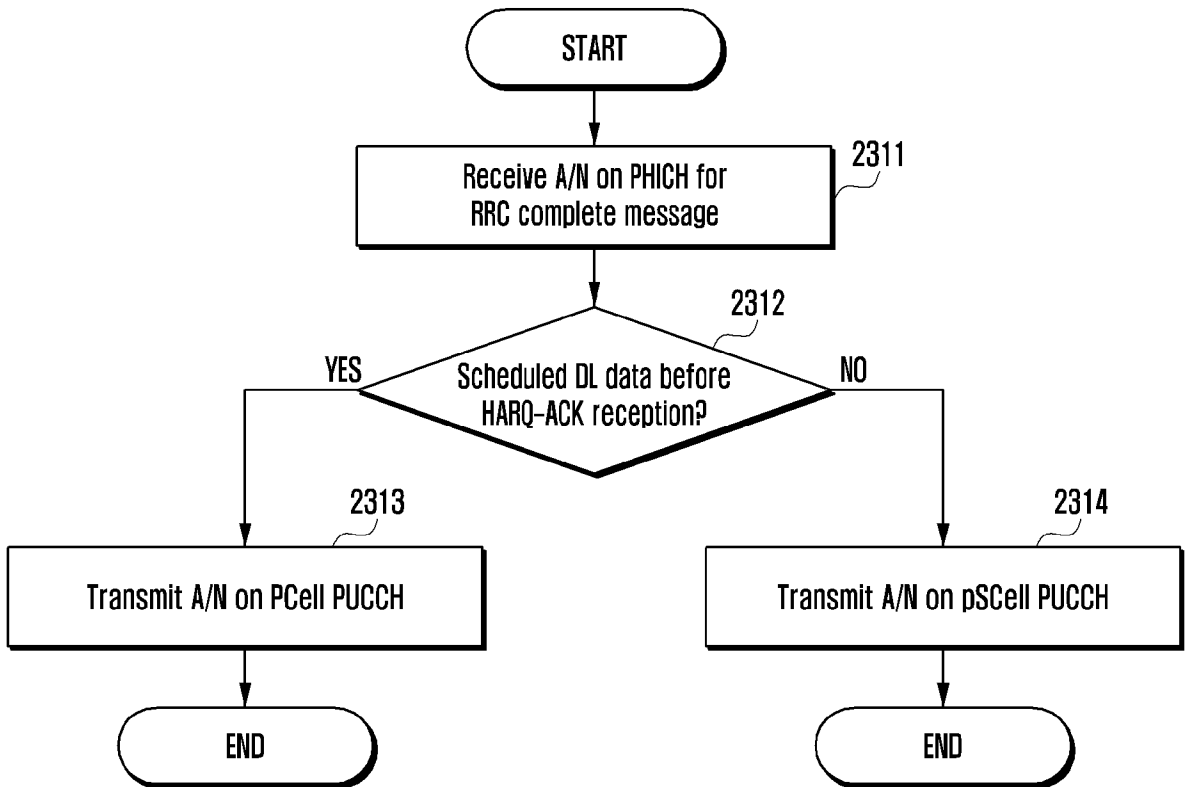 START
2311
Receive A/N on PHICH for
RRC complete message
2312
YES
Scheduled DL data before
HARQ-ACK reception?
NO
2313
Transmit A/N on PCell PUCCH
2314
Transmit A/N on pSCell PUCCH
END
END